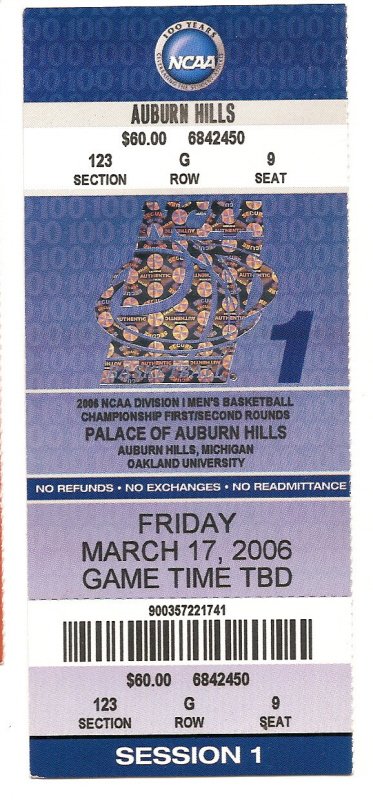 100 YEARS
NCAA
AUBURN HILLS
$60.00 6842450
123 G 9
SECTION ROW SEAT
1
2006 NCAA DIVISION I MEN'S BASKETBALL
CHAMPIONSHIP FIRST/SECOND ROUNDS
PALACE OF AUBURN HILLS
AUBURN HILLS, MICHIGAN
OAKLAND UNIVERSITY
NO REFUNDS • NO EXCHANGES • NO READMITTANCE
FRIDAY
MARCH 17, 2006
GAME TIME TBD
900357221741
$60.00 6842450
123 G 9
SECTION ROW SEAT
SESSION 1